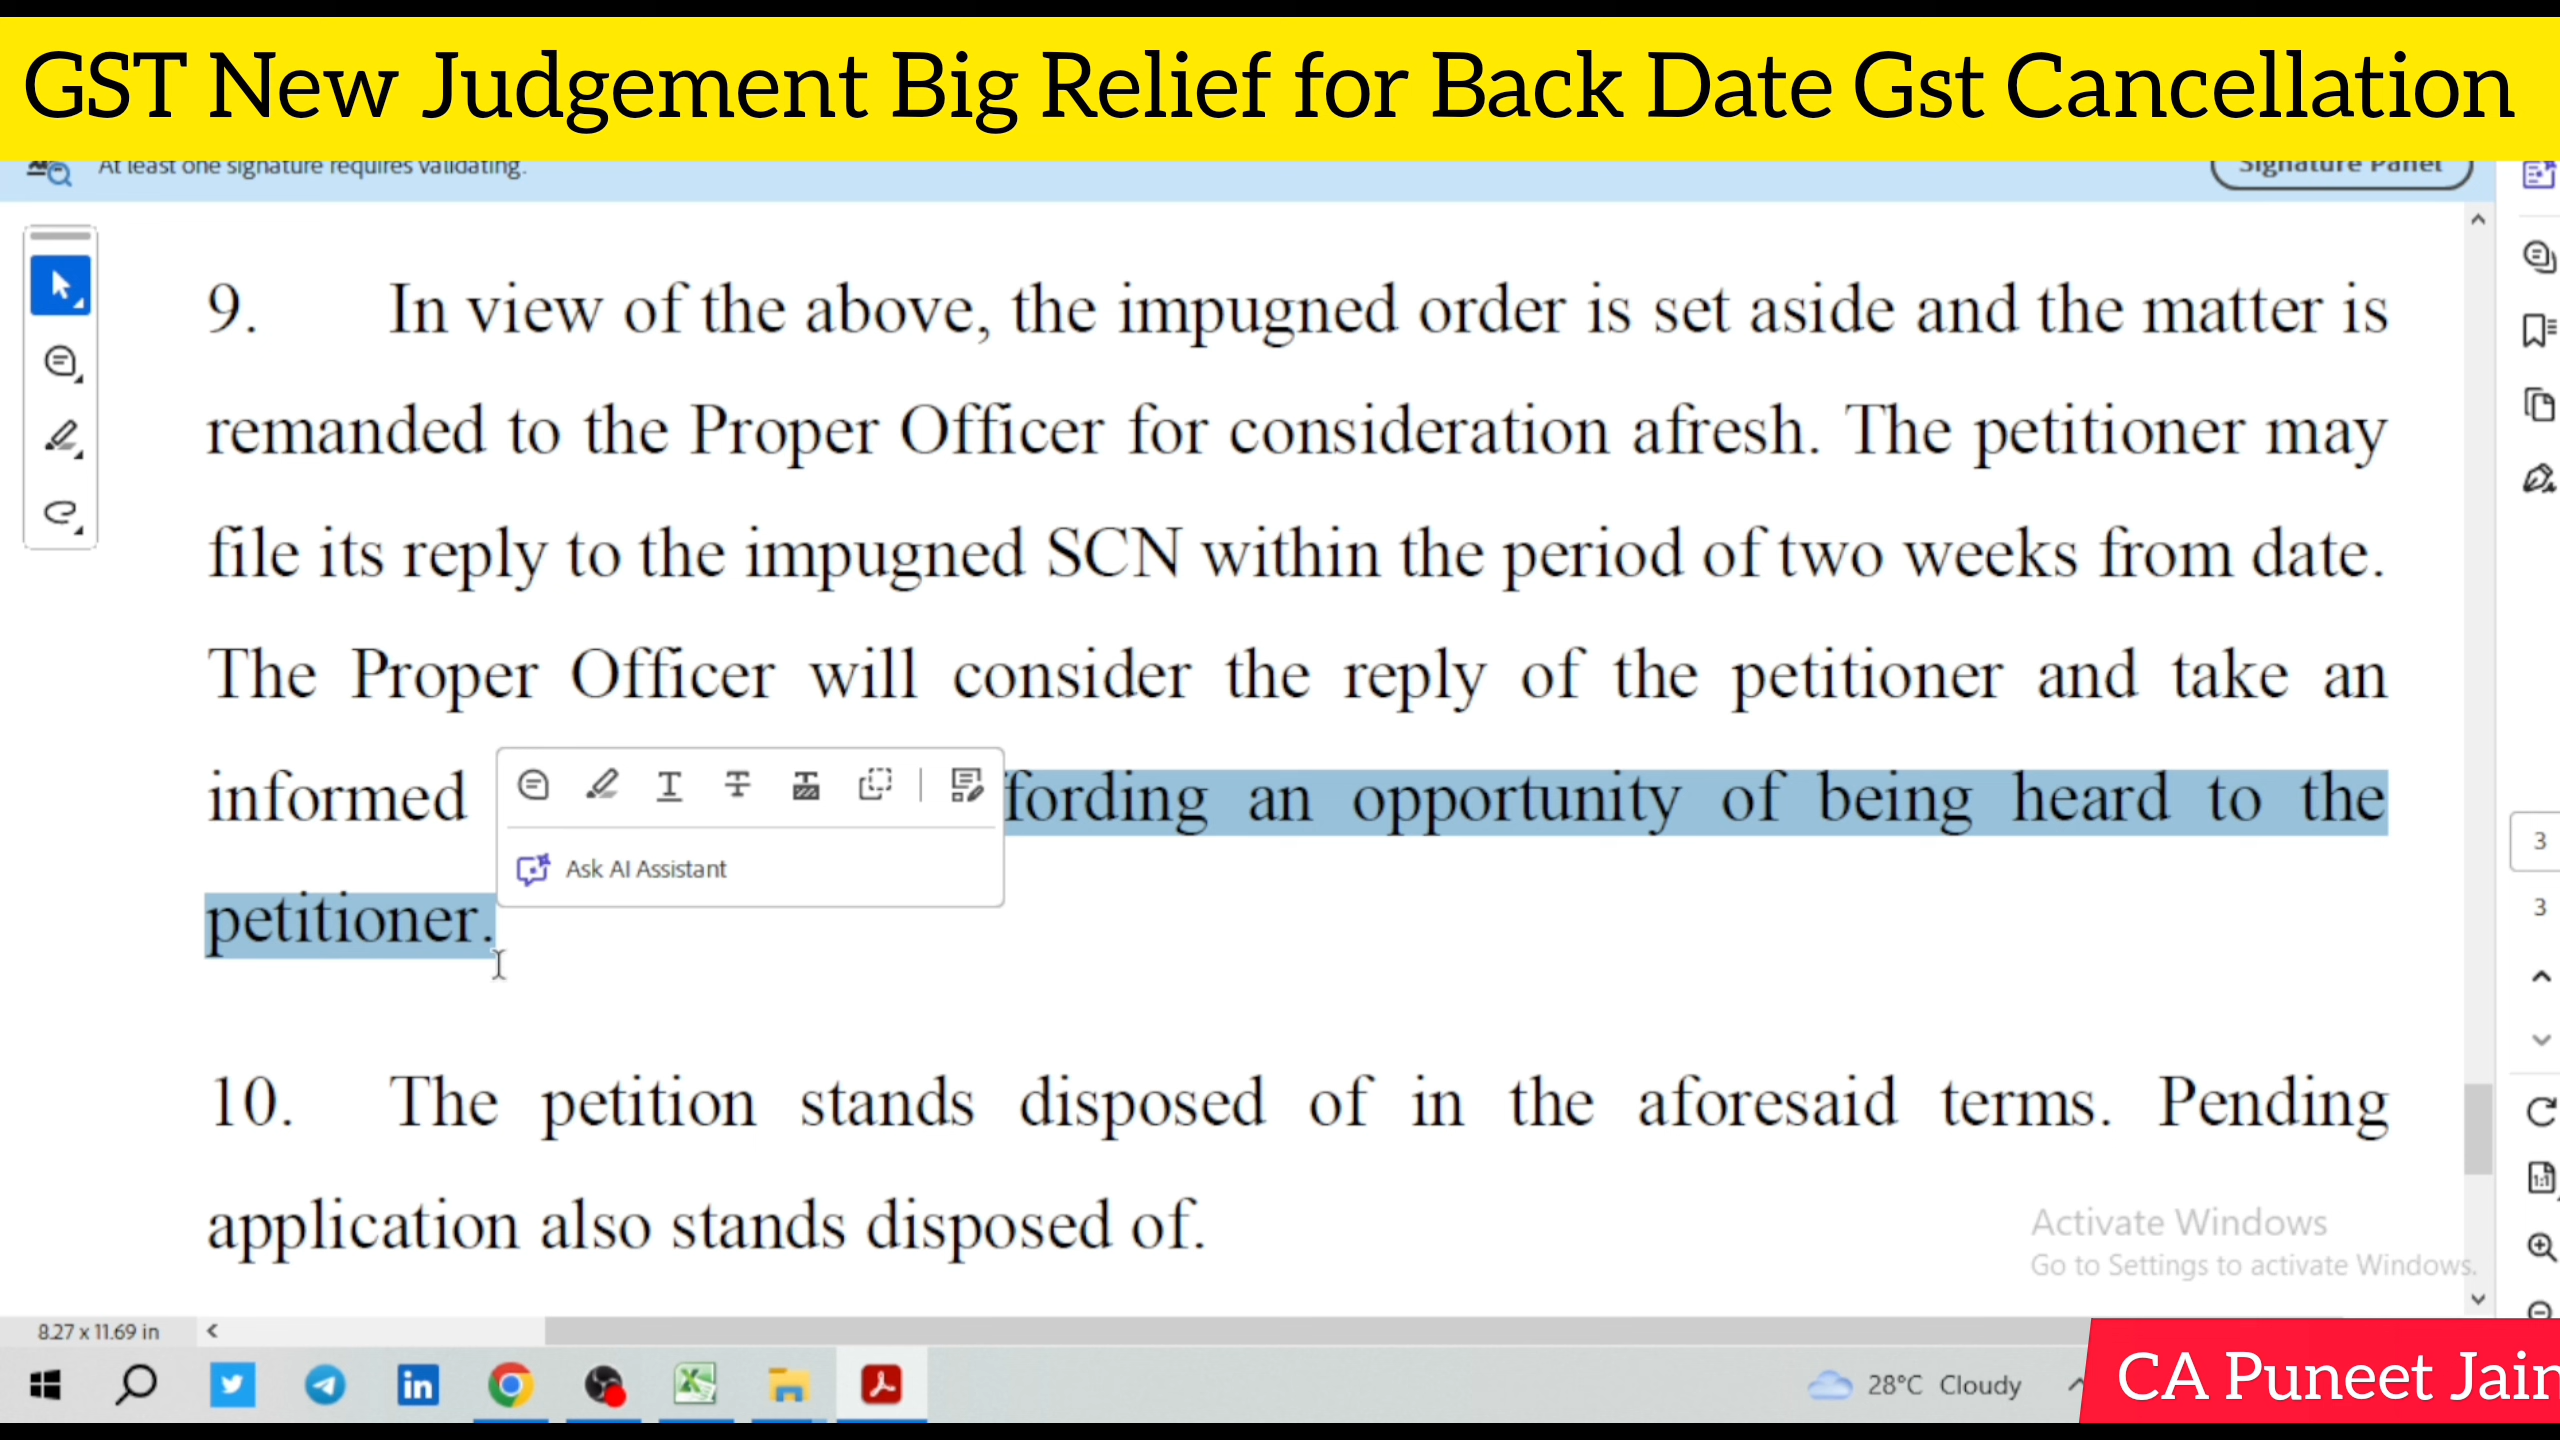 GST New Judgement Big Relief for Back Date Gst Cancellation
At least one signature requires validating.
Signature Panel
9. In view of the above, the impugned order is set aside and the matter is
remanded to the Proper Officer for consideration afresh. The petitioner may
file its reply to the impugned SCN within the period of two weeks from date.
The Proper Officer will consider the reply of the petitioner and take an
informed fording an opportunity of being heard to the
Ask AI Assistant
petitioner.
10. The petition stands disposed of in the aforesaid terms. Pending
application also stands disposed of.
3
3
1:1
Activate Windows
Go to Settings to activate Windows.
8.27 x 11.69 in
28°C Cloudy
CA Puneet Jain